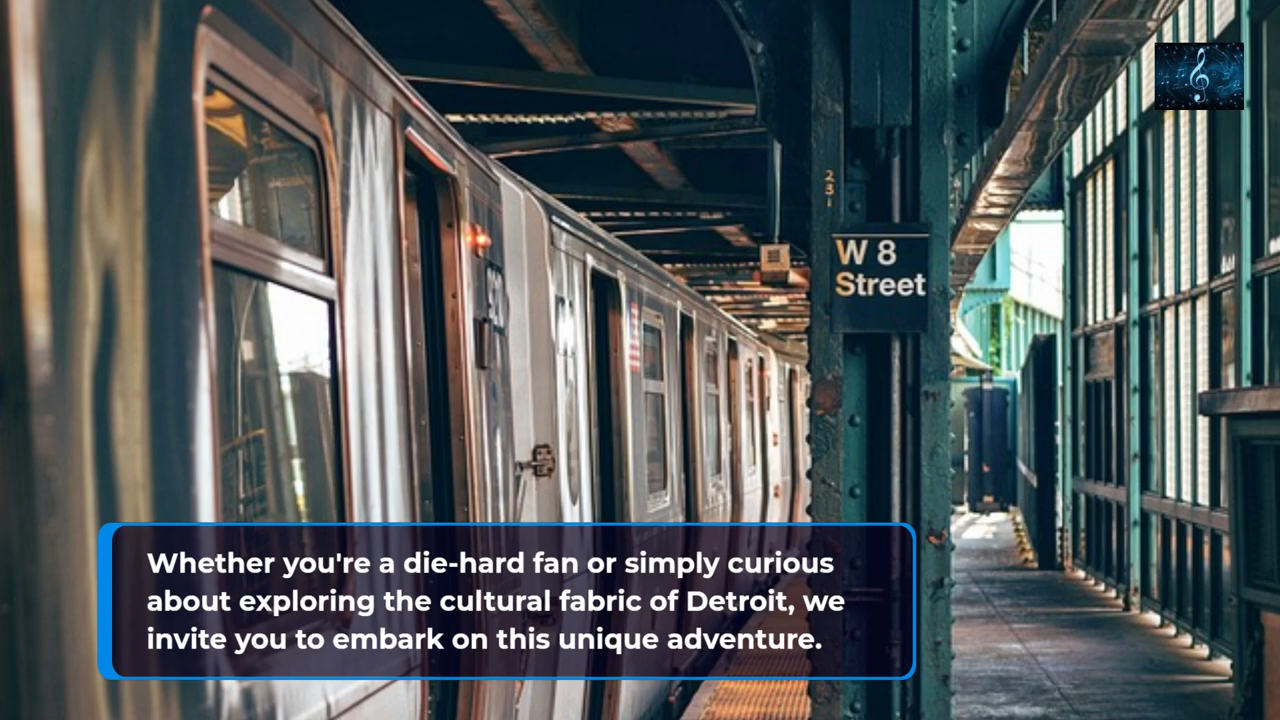 231
W 8
Street
Whether you're a die-hard fan or simply curious
about exploring the cultural fabric of Detroit, we
invite you to embark on this unique adventure.